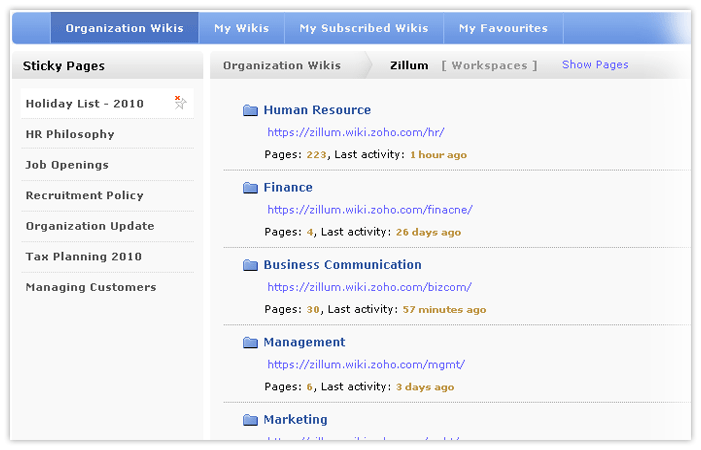 Organization Wikis My Wikis My Subscribed Wikis My Favourites
Sticky Pages
Holiday List - 2010
HR Philosophy
Job Openings
Recruitment Policy
Organization Update
Tax Planning 2010
Managing Customers
Organization Wikis Zillum [ Workspaces ] Show Pages
Human Resource
https://zillum.wiki.zoho.com/hr/
Pages: 223, Last activity: 1 hour ago
Finance
https://zillum.wiki.zoho.com/finacne/
Pages: 4, Last activity: 26 days ago
Business Communication
https://zillum.wiki.zoho.com/bizcom/
Pages: 30, Last activity: 57 minutes ago
Management
https://zillum.wiki.zoho.com/mgmt/
Pages: 6, Last activity: 3 days ago
Marketing